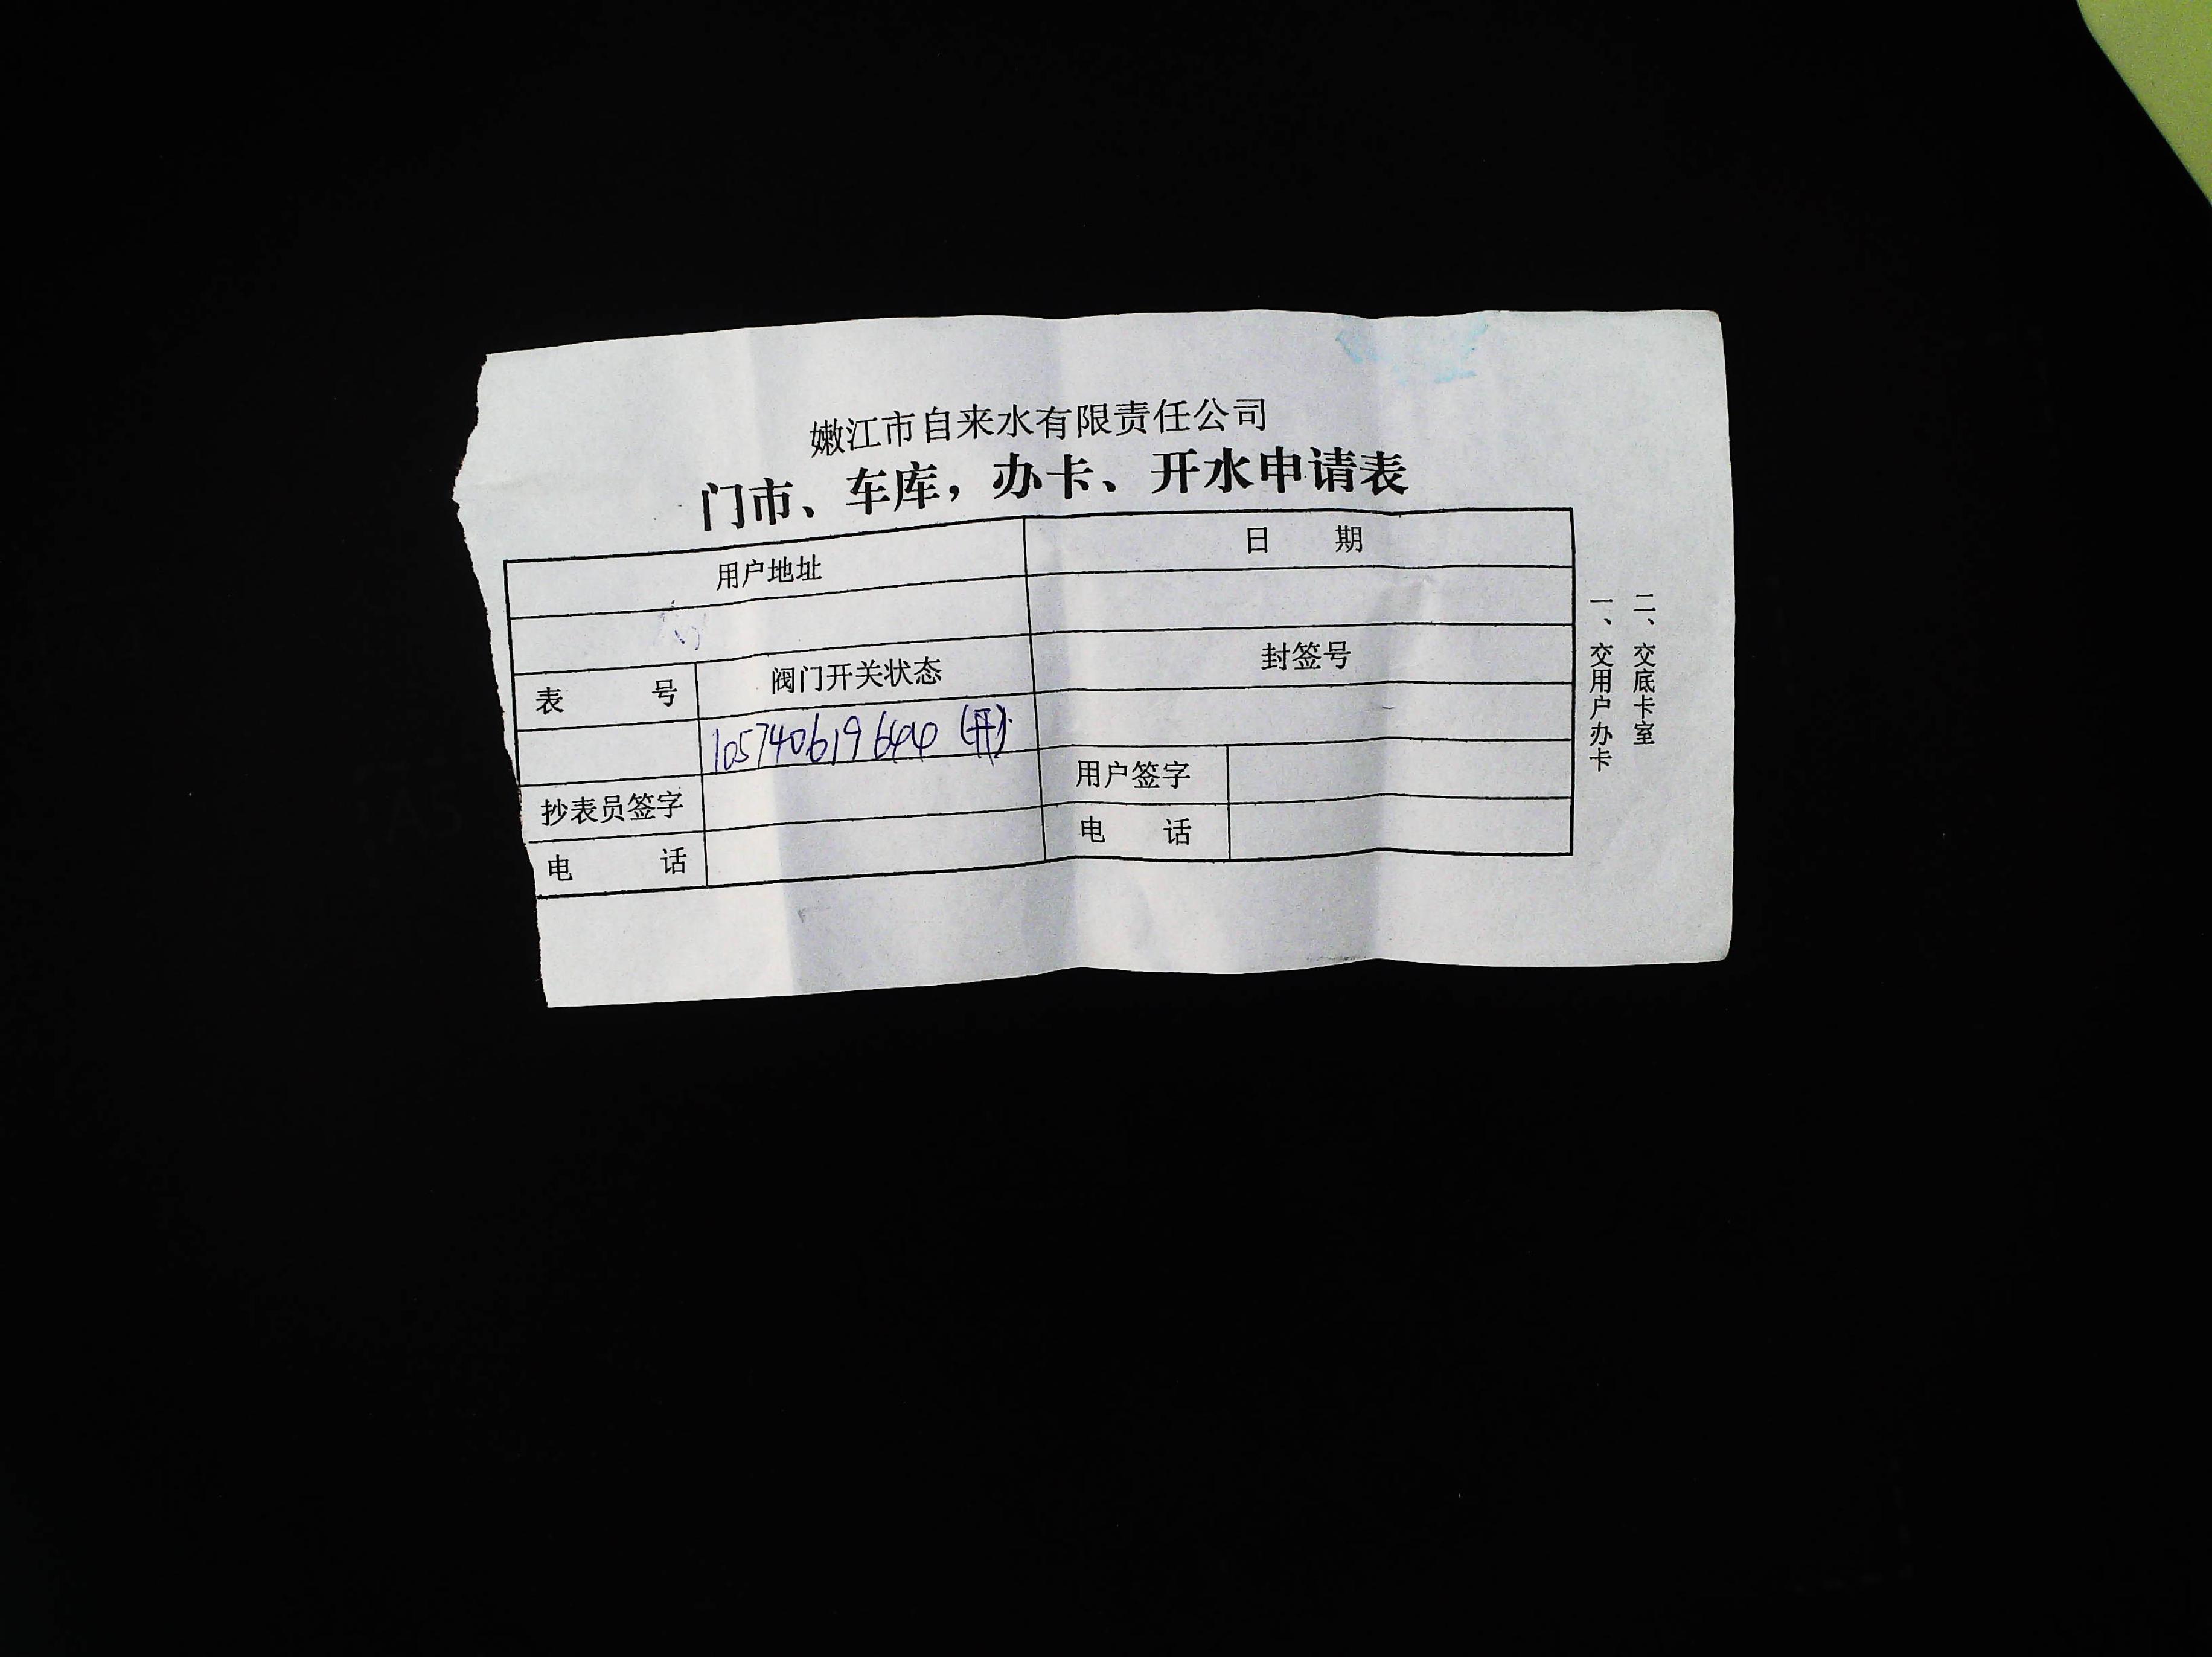 嫩江市自来水有限责任公司
门市、车库，办卡、开水申请表
用户地址 日 期
表 号 阀门开关状态 封签号
105740619644 (开)
抄表员签字 用户签字
电 话 电 话
一、交用户办卡
二、交底卡室